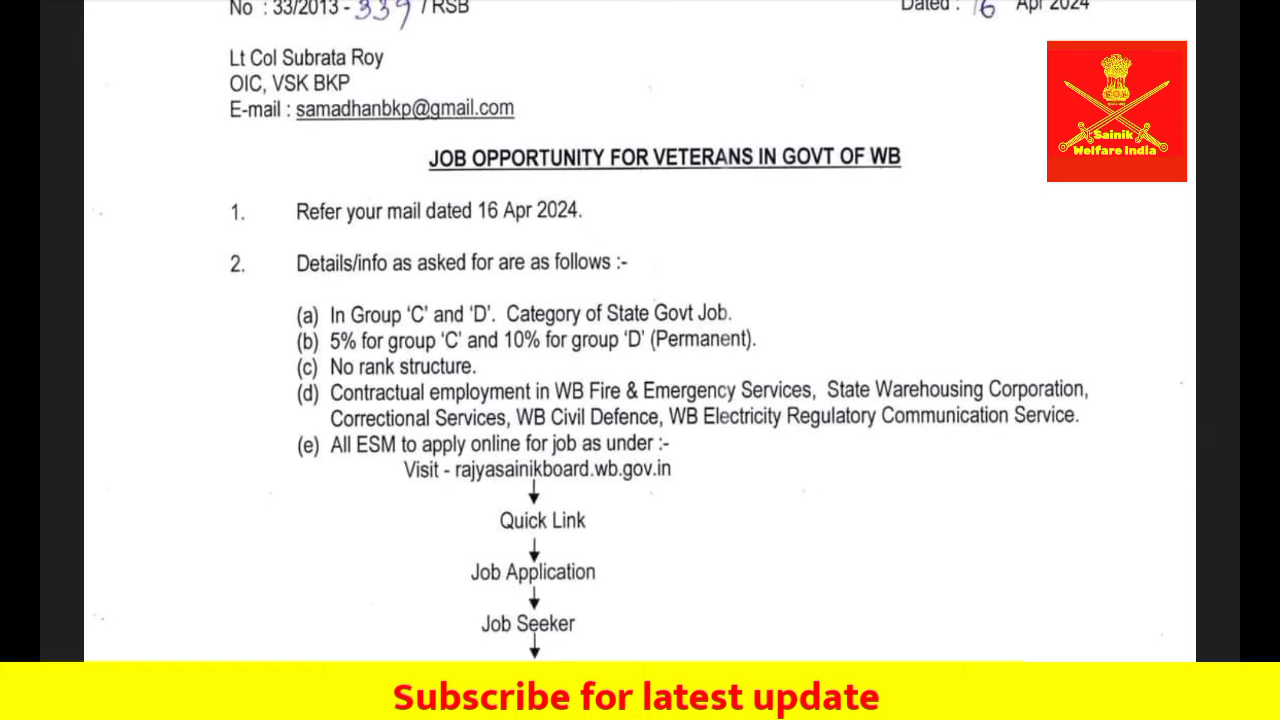 No : 33/2013 - 339 / RSB
Dated : 16 Apr 2024
Lt Col Subrata Roy
OIC, VSK BKP
E-mail : samadhanbkp@gmail.com
Sainik
Welfare India
JOB OPPORTUNITY FOR VETERANS IN GOVT OF WB
1. Refer your mail dated 16 Apr 2024.
2. Details/info as asked for are as follows :-
(a) In Group 'C' and 'D'. Category of State Govt Job.
(b) 5% for group 'C' and 10% for group 'D' (Permanent).
(c) No rank structure.
(d) Contractual employment in WB Fire & Emergency Services, State Warehousing Corporation,
Correctional Services, WB Civil Defence, WB Electricity Regulatory Communication Service.
(e) All ESM to apply online for job as under :-
Visit - rajyasainikboard.wb.gov.in
Quick Link
Job Application
Job Seeker
Subscribe for latest update